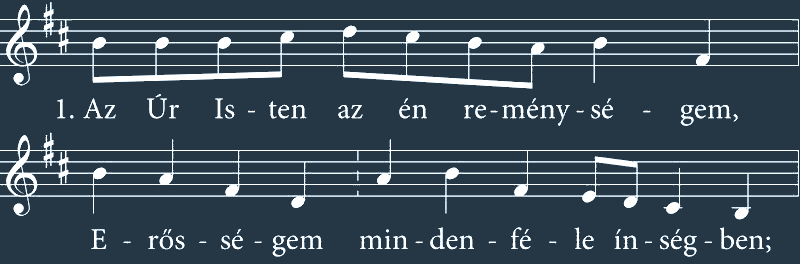 1. Az Úr Is - ten az én re - mény - sé - gem,
E - rős - sé - gem min - den - fé - le ín - ség - ben;